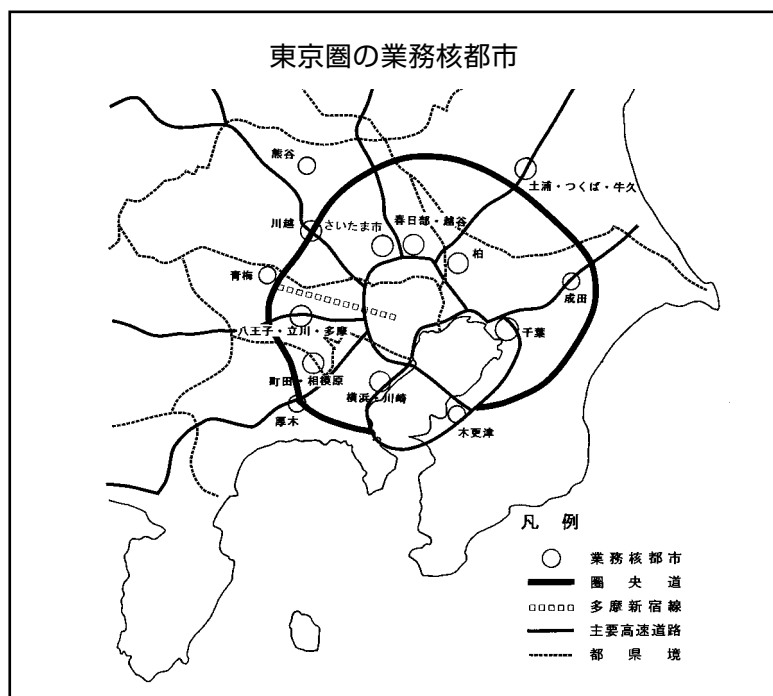 東京圏の業務核都市
熊谷
土浦・つくば・牛久
川越
さいたま市
春日部・越谷
柏
青梅
成田
八王子・立川・多摩
千葉
町田・相模原
横浜・川崎
厚木
木更津
凡例
業務核都市
圏央道
多摩新宿線
主要高速道路
都県境